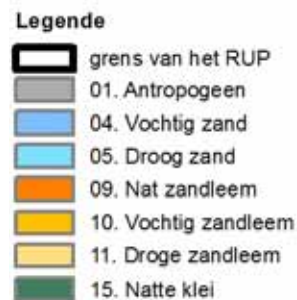 Legende
grens van het RUP
01. Antropogeen
04. Vochtig zand
05. Droog zand
09. Nat zandleem
10. Vochtig zandleem
11. Droge zandleem
15. Natte klei